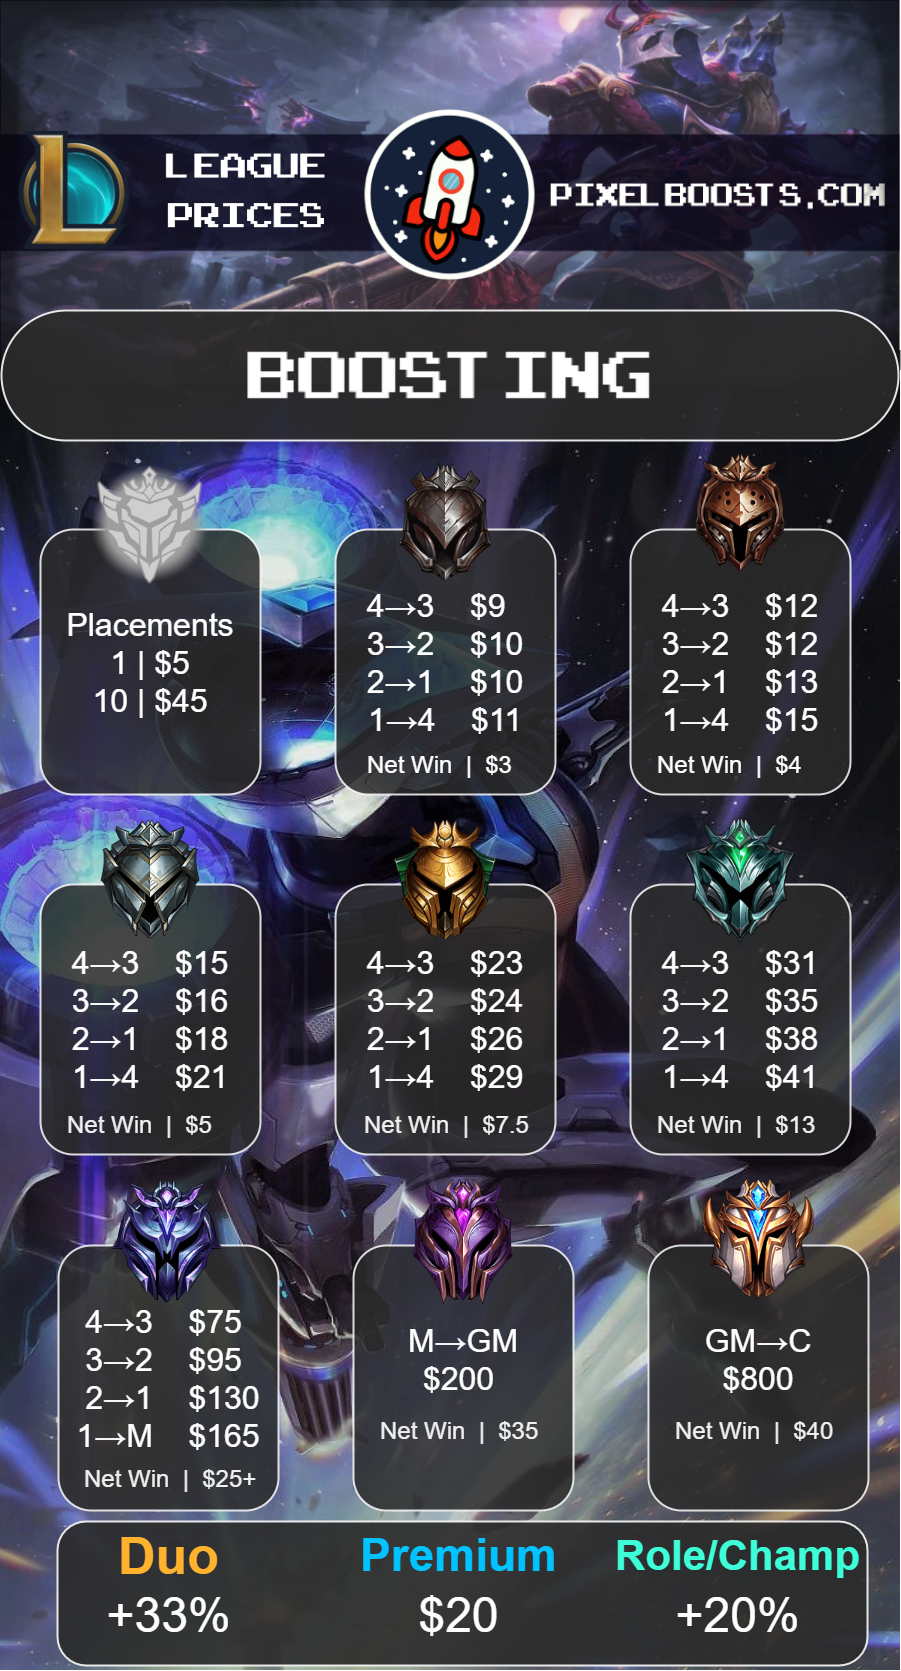 LEAGUE
PRICES
PIXELBOOSTS.COM
BOOSTING
Placements
1 | $5
10 | $45
4→3 $9
3→2 $10
2→1 $10
1→4 $11
Net Win | $3
4→3 $12
3→2 $12
2→1 $13
1→4 $15
Net Win | $4
4→3 $15
3→2 $16
2→1 $18
1→4 $21
Net Win | $5
4→3 $23
3→2 $24
2→1 $26
1→4 $29
Net Win | $7.5
4→3 $31
3→2 $35
2→1 $38
1→4 $41
Net Win | $13
4→3 $75
3→2 $95
2→1 $130
1→M $165
Net Win | $25+
M→GM
$200
Net Win | $35
GM→C
$800
Net Win | $40
Duo
+33%
Premium
$20
Role/Champ
+20%